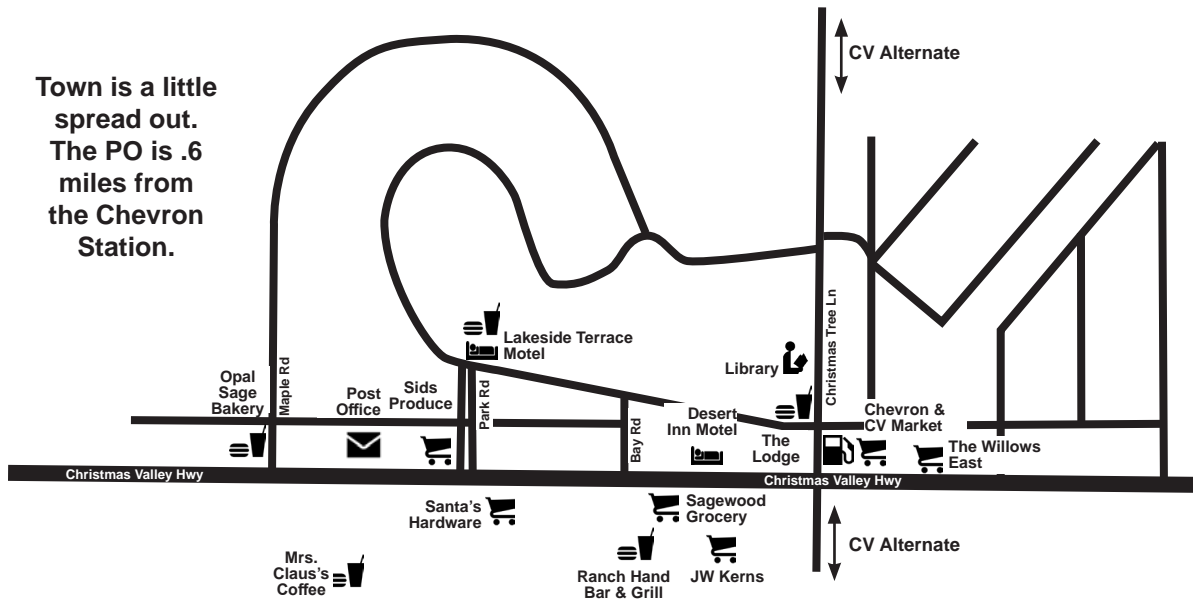 CV Alternate
Town is a little
spread out.
The PO is .6
miles from
the Chevron
Station.
Christmas Tree Ln
Lakeside Terrace
Motel
Library
Opal
Sage
Bakery
Maple Rd
Post
Office
Sids
Produce
Park Rd
Bay Rd
Desert
Inn Motel
The
Lodge
Chevron &
CV Market
The Willows
East
Christmas Valley Hwy
Christmas Valley Hwy
Santa's
Hardware
Sagewood
Grocery
Mrs.
Claus's
Coffee
Ranch Hand
Bar & Grill
JW Kerns
CV Alternate